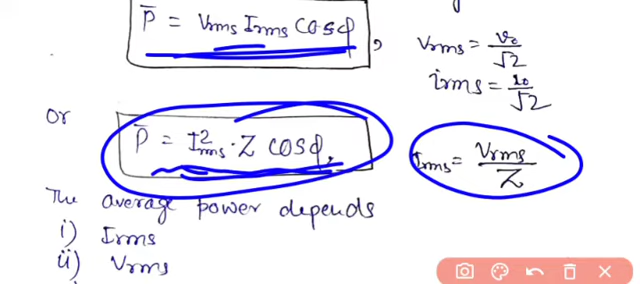 P̅ = Vrms Irms Cosφ,
Vrms = V₀/√2
irms = i₀/√2
or
P̅ = I²rms · Z cosφ,
Irms = Vrms/Z
The average power depends
i) Irms
ii) Vrms